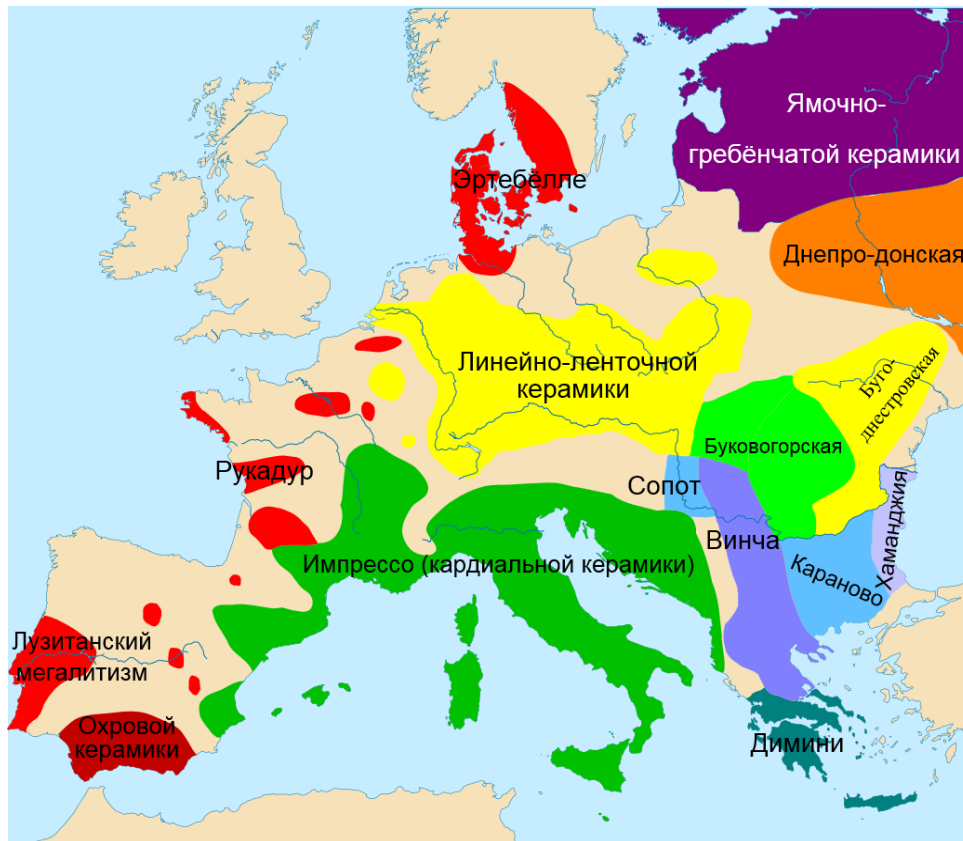 Ямочно-
гребёнчатой керамики
Эртебёлле
Днепро-донская
Линейно-ленточной
керамики
Буго-
днестровская
Буковогорская
Рукадур
Сопот
Хаманджия
Винча
Импрессо (кардиальной керамики)
Караново
Лузитанский
мегалитизм
Охровой
керамики
Димини